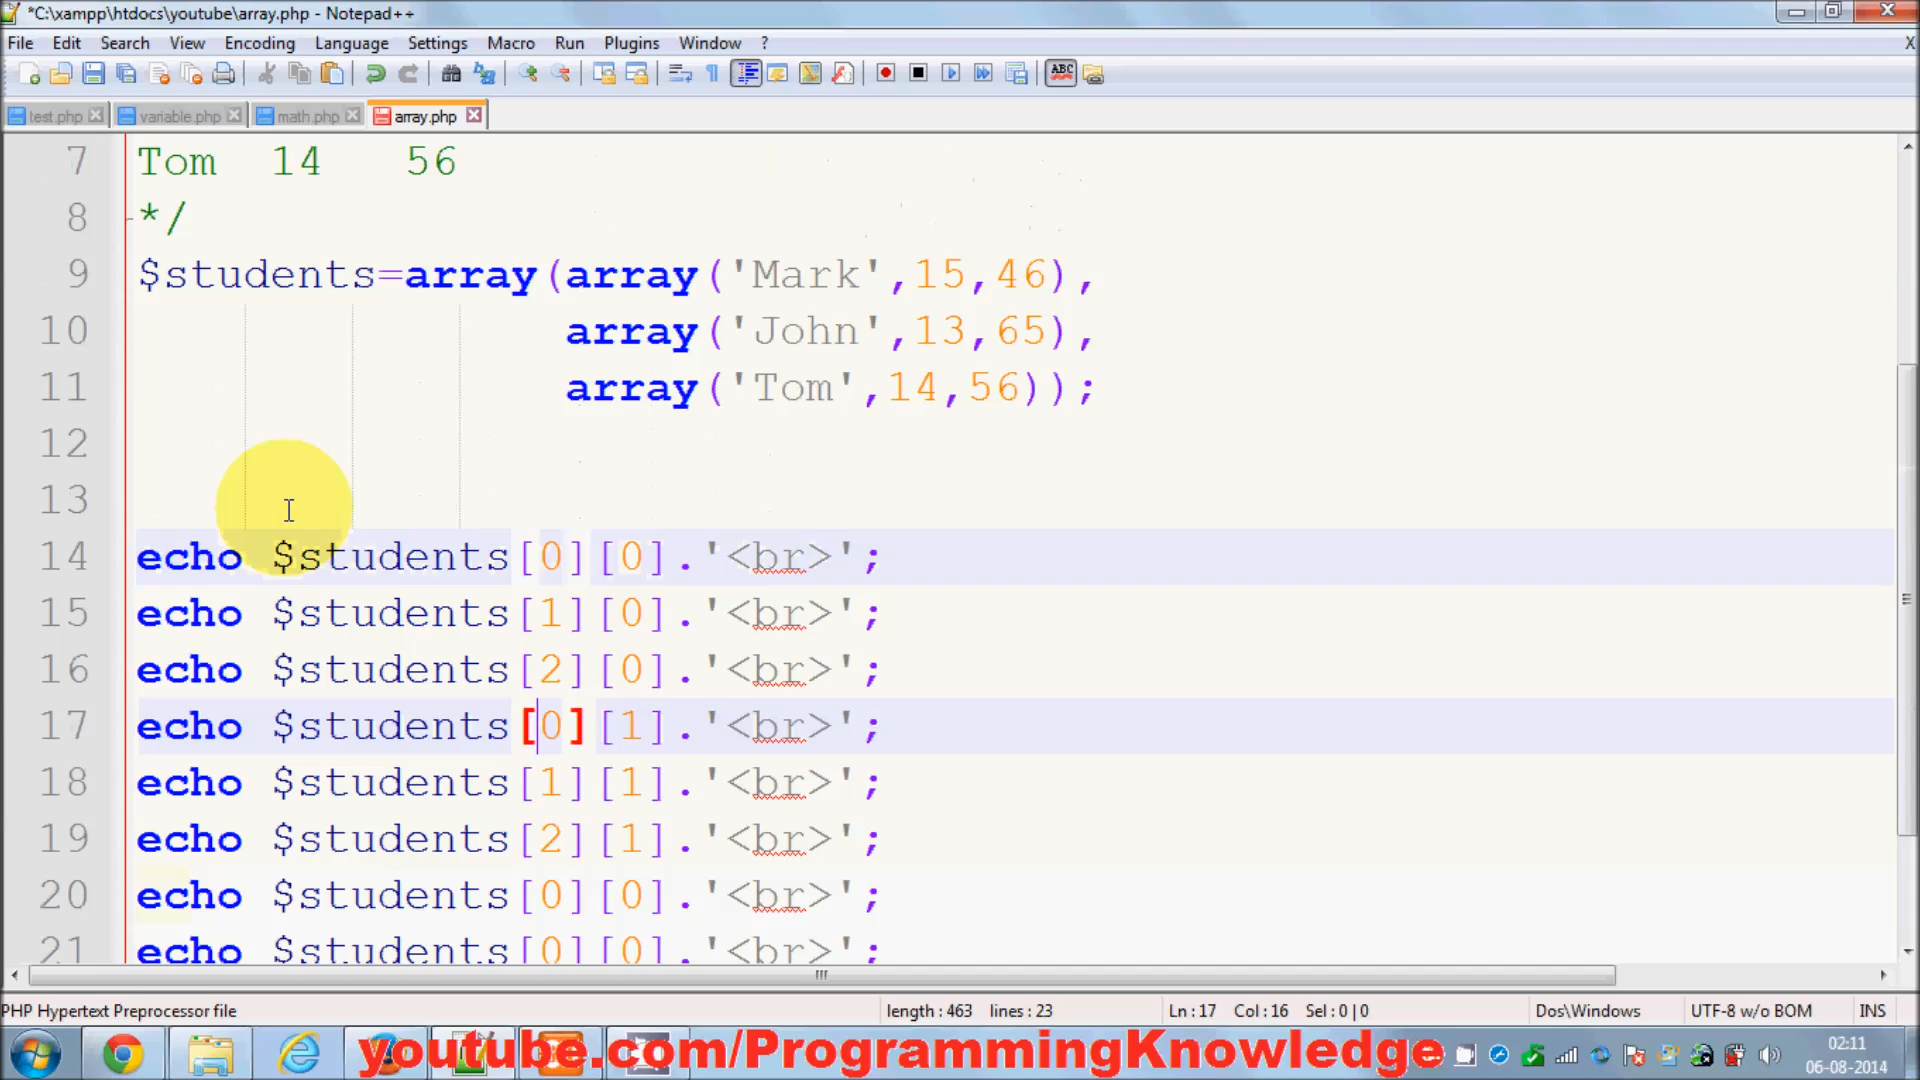 *C:\xampp\htdocs\youtube\array.php - Notepad++
File Edit Search View Encoding Language Settings Macro Run Plugins Window ? X
test.php variable.php math.php array.php
7 Tom 14 56
8 */
9 $students=array(array('Mark',15,46),
10 array('John',13,65),
11 array('Tom',14,56));
12
13
14 echo $students[0][0].'<br>';
15 echo $students[1][0].'<br>';
16 echo $students[2][0].'<br>';
17 echo $students[0][1].'<br>';
18 echo $students[1][1].'<br>';
19 echo $students[2][1].'<br>';
20 echo $students[0][0].'<br>';
21 echo $students[0][0].'<br>';
PHP Hypertext Preprocessor file length : 463 lines : 23 Ln : 17 Col : 16 Sel : 0 | 0 Dos\Windows UTF-8 w/o BOM INS
youtube.com/ProgrammingKnowledge
02:11
06-08-2014